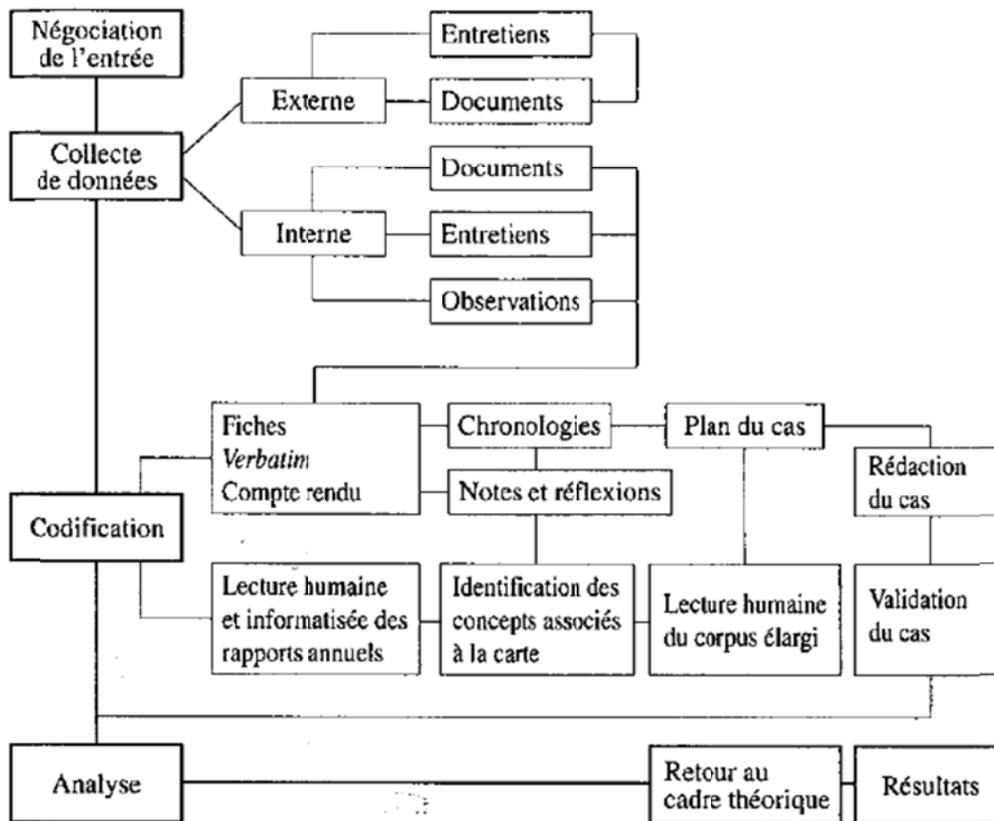 Négociation
de l'entrée
Entretiens
Externe
Documents
Collecte
de données
Documents
Interne
Entretiens
Observations
Fiches
Verbatim
Compte rendu
Chronologies
Plan du cas
Notes et réflexions
Rédaction
du cas
Codification
Lecture humaine
et informatisée des
rapports annuels
Identification des
concepts associés
à la carte
Lecture humaine
du corpus élargi
Validation
du cas
Analyse
Retour au
cadre théorique
Résultats